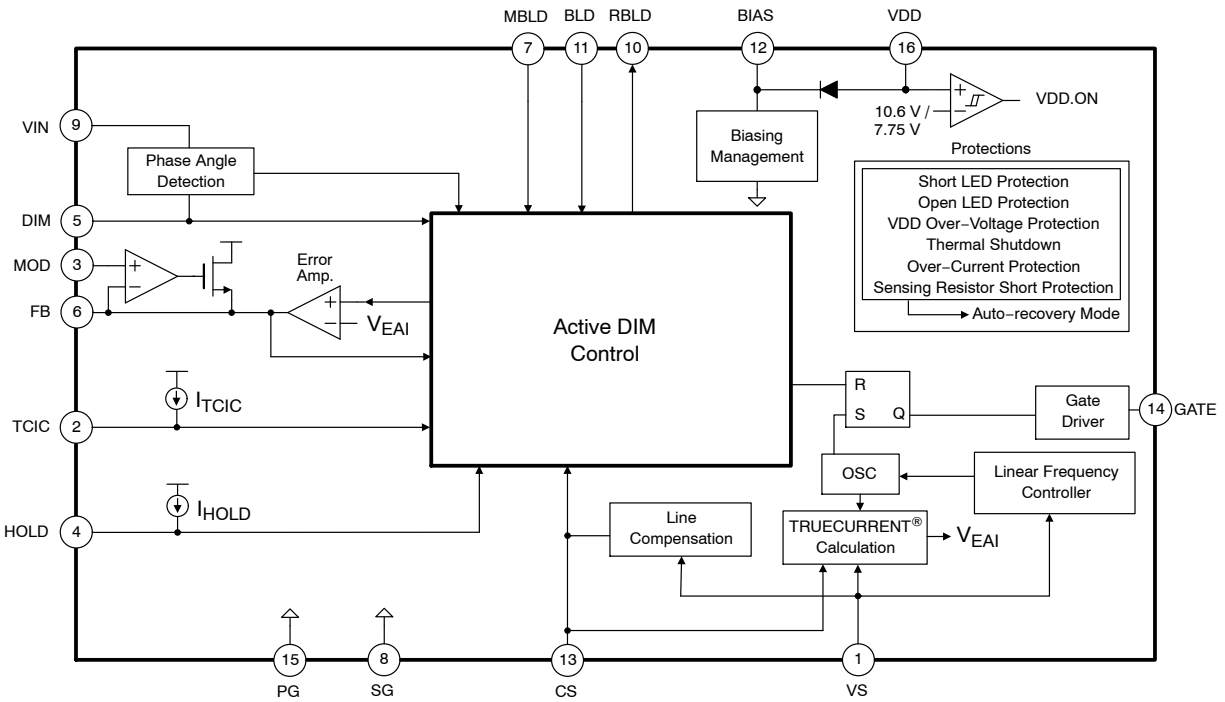 MBLD
BLD
RBLD
BIAS
VDD
7
11
10
12
16
VIN
9
Phase Angle
Detection
DIM
5
MOD
3
FB
6
+
−
Error
Amp.
+
−
VEAI
TCIC
2
ITCIC
HOLD
4
IHOLD
Active DIM
Control
Biasing
Management
10.6 V /
7.75 V
+
−
VDD.ON
Protections
Short LED Protection
Open LED Protection
VDD Over−Voltage Protection
Thermal Shutdown
Over−Current Protection
Sensing Resistor Short Protection
Auto−recovery Mode
R
S
Q
Gate
Driver
14
GATE
OSC
Linear Frequency
Controller
Line
Compensation
TRUECURRENT®
Calculation
VEAI
15
8
13
1
PG
SG
CS
VS